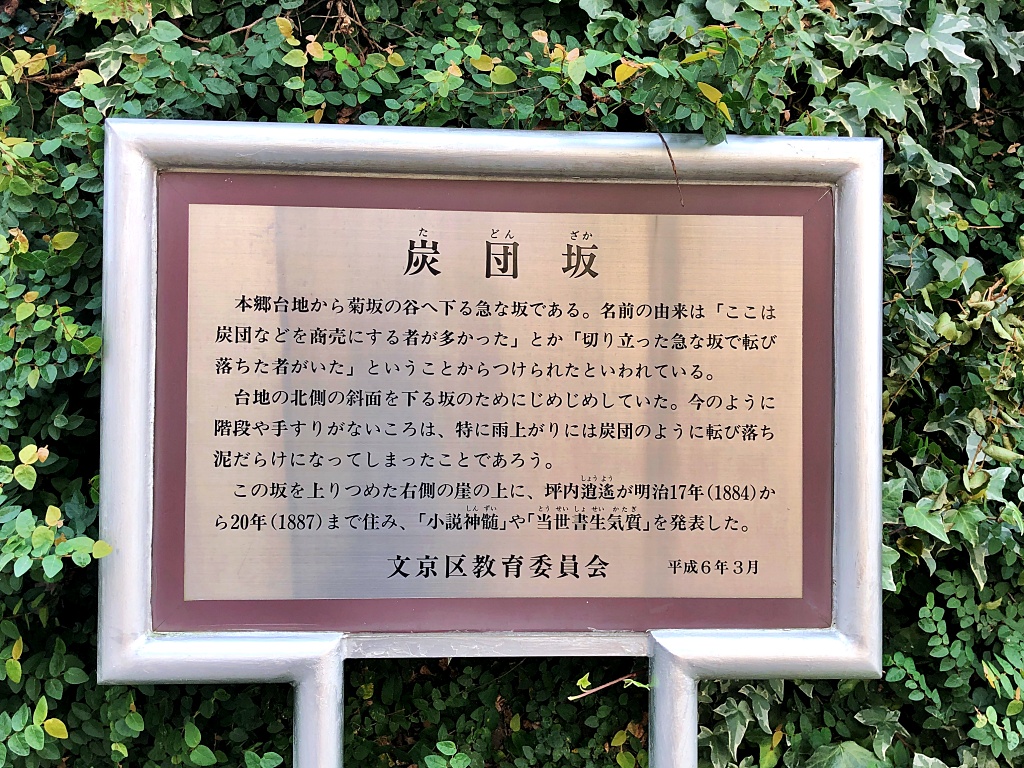 た どん ざか
炭団坂
本郷台地から菊坂の谷へ下る急な坂である。名前の由来は「ここは
炭団などを商売にする者が多かった」とか「切り立った急な坂で転び
落ちた者がいた」ということからつけられたといわれている。
台地の北側の斜面を下る坂のためにじめじめしていた。今のように
階段や手すりがないころは、特に雨上がりには炭団のように転び落ち
泥だらけになってしまったことであろう。
しょう よう
この坂を上りつめた右側の崖の上に、坪内逍遙が明治17年(1884)か
しん ずい とう せい しょ せい かたぎ
ら20年(1887)まで住み、「小説神髄」や「当世書生気質」を発表した。
文京区教育委員会 平成6年3月